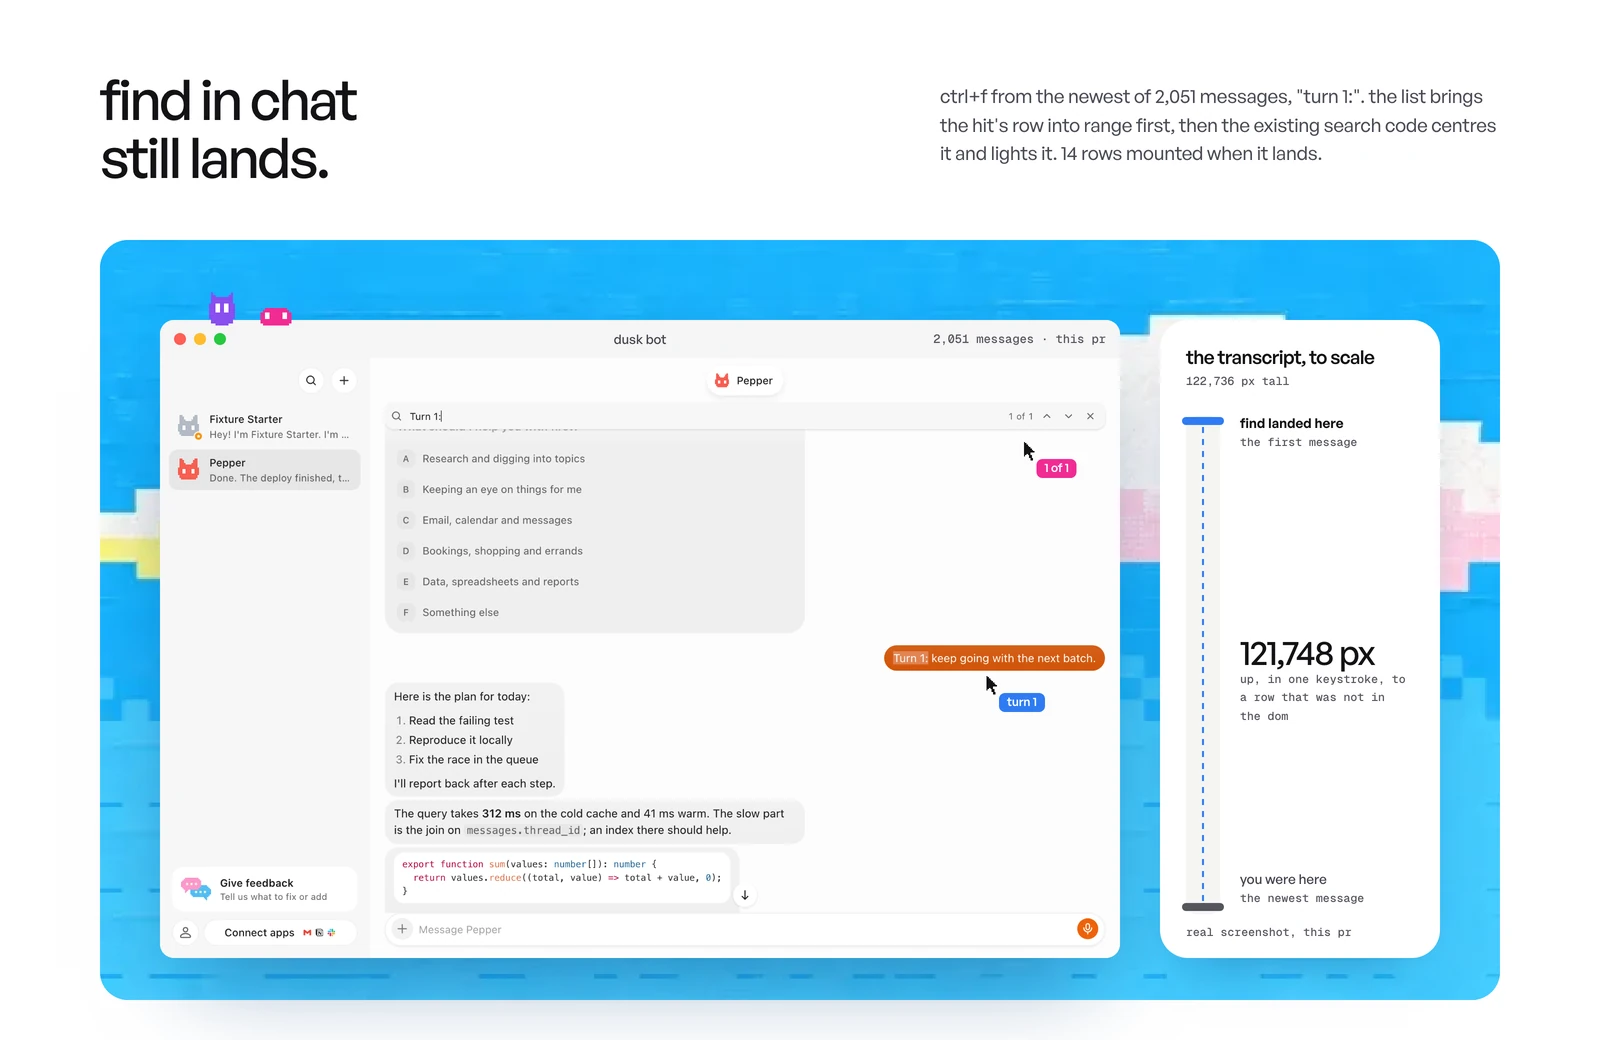 find in chat
still lands.
ctrl+f from the newest of 2,051 messages, "turn 1:". the list brings
the hit's row into range first, then the existing search code centres
it and lights it. 14 rows mounted when it lands.
dusk bot
2,051 messages · this pr
Pepper
Fixture Starter
Hey! I'm Fixture Starter. I'm ...
Pepper
Done. The deploy finished, t...
Turn 1:
1 of 1
1 of 1
A Research and digging into topics
B Keeping an eye on things for me
C Email, calendar and messages
D Bookings, shopping and errands
E Data, spreadsheets and reports
F Something else
Turn 1: keep going with the next batch.
turn 1
Here is the plan for today:
1. Read the failing test
2. Reproduce it locally
3. Fix the race in the queue
I'll report back after each step.
The query takes 312 ms on the cold cache and 41 ms warm. The slow part
is the join on messages.thread_id; an index there should help.
export function sum(values: number[]): number {
return values.reduce((total, value) => total + value, 0);
}
Message Pepper
Give feedback
Tell us what to fix or add
Connect apps
the transcript, to scale
122,736 px tall
find landed here
the first message
121,748 px
up, in one keystroke, to
a row that was not in
the dom
you were here
the newest message
real screenshot, this pr